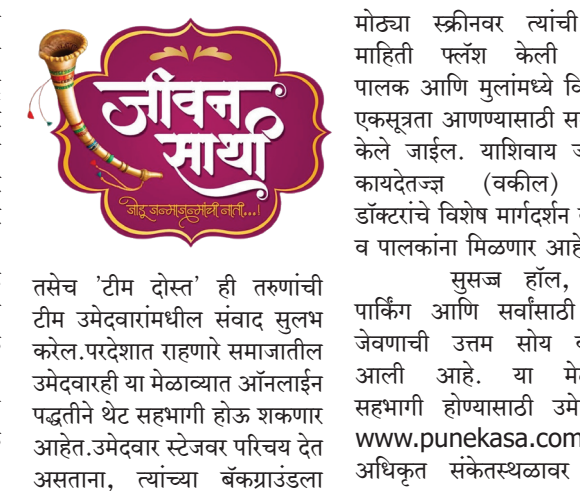 जीवन
साथी
जोडू जन्माजन्मांची नाती...!
तसेच 'टीम दोस्त' ही तरुणांची
टीम उमेदवारांमधील संवाद सुलभ
करेल.परदेशात राहणारे समाजातील
उमेदवारही या मेळाव्यात ऑनलाईन
पद्धतीने थेट सहभागी होऊ शकणार
आहेत.उमेदवार स्टेजवर परिचय देत
असताना, त्यांच्या बॅकग्राउंडला
मोठ्या स्क्रीनवर त्यांची
माहिती फ्लॅश केली
पालक आणि मुलांमध्ये
एकसूत्रता आणण्यासाठी
केले जाईल. याशिवाय
कायदेतज्ज्ञ (वकील)
डॉक्टरांचे विशेष मार्गदर्शन
व पालकांना मिळणार
सुसज्ज हॉल,
पार्किंग आणि सर्वांसाठी
जेवणाची उत्तम सोय
आली आहे. या
सहभागी होण्यासाठी
www.punekasa.com
अधिकृत संकेतस्थळावर